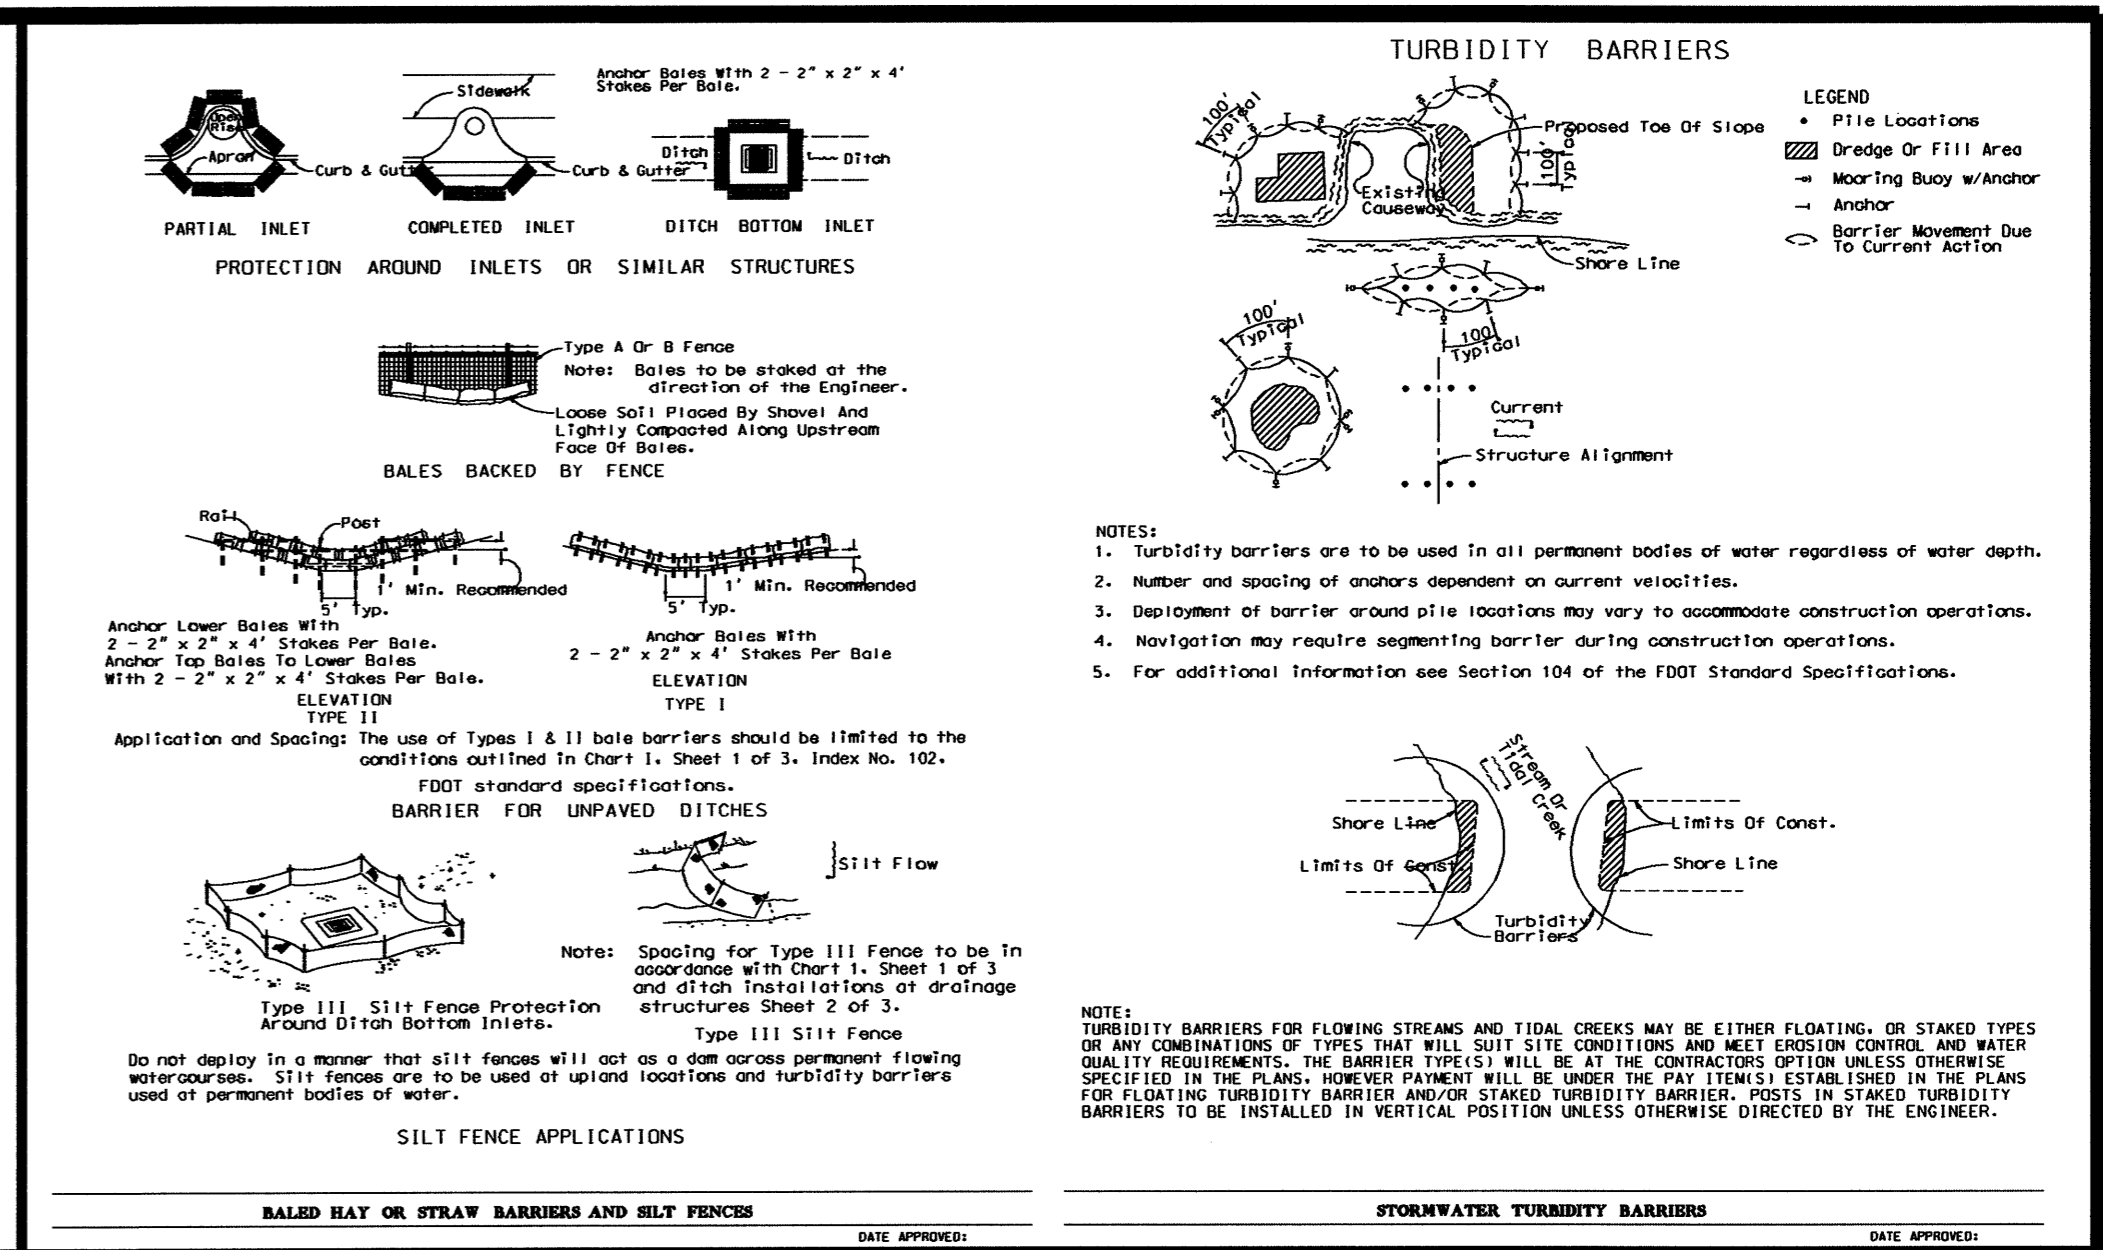 Anchor Bales With 2 - 2" x 2" x 4'
Stakes Per Bale.
Sidewalk
Open
Rise
Apron
Curb & Gutt
Curb & Gutter
Ditch
Ditch
PARTIAL INLET
COMPLETED INLET
DITCH BOTTOM INLET
PROTECTION AROUND INLETS OR SIMILAR STRUCTURES
Type A Or B Fence
Note: Bales to be staked at the
direction of the Engineer.
Loose Soil Placed By Shovel And
Lightly Compacted Along Upstream
Face Of Bales.
BALES BACKED BY FENCE
Rail
Post
1' Min. Recommended
5' Typ.
Anchor Lower Bales With
2 - 2" x 2" x 4' Stakes Per Bale.
Anchor Top Bales To Lower Bales
With 2 - 2" x 2" x 4' Stakes Per Bale.
ELEVATION
TYPE II
1' Min. Recommended
5' Typ.
Anchor Bales With
2 - 2" x 2" x 4' Stakes Per Bale
ELEVATION
TYPE I
Application and Spacing: The use of Types I & II bale barriers should be limited to the
conditions outlined in Chart I. Sheet 1 of 3. Index No. 102.
FDOT standard specifications.
BARRIER FOR UNPAVED DITCHES
Silt Flow
Type III Silt Fence Protection
Around Ditch Bottom Inlets.
Note: Spacing for Type III Fence to be in
accordance with Chart 1. Sheet 1 of 3
and ditch installations at drainage
structures Sheet 2 of 3.
Type III Silt Fence
Do not deploy in a manner that silt fences will act as a dam across permanent flowing
watercourses. Silt fences are to be used at upland locations and turbidity barriers
used at permanent bodies of water.
SILT FENCE APPLICATIONS
BALED HAY OR STRAW BARRIERS AND SILT FENCES
DATE APPROVED:
TURBIDITY BARRIERS
100'
Typical
Proposed Toe Of Slope
100'
Typical
Existing
Causeway
Shore Line
LEGEND
Pile Locations
Dredge Or Fill Area
Mooring Buoy w/Anchor
Anchor
Barrier Movement Due
To Current Action
100'
Typical
100'
Typical
Current
Structure Alignment
NOTES:
1. Turbidity barriers are to be used in all permanent bodies of water regardless of water depth.
2. Number and spacing of anchors dependent on current velocities.
3. Deployment of barrier around pile locations may vary to accommodate construction operations.
4. Navigation may require segmenting barrier during construction operations.
5. For additional information see Section 104 of the FDOT Standard Specifications.
Stream Or
Tidal Creek
Shore Line
Limits Of Const.
Limits Of Const.
Shore Line
Turbidity
Barriers
NOTE:
TURBIDITY BARRIERS FOR FLOWING STREAMS AND TIDAL CREEKS MAY BE EITHER FLOATING. OR STAKED TYPES
OR ANY COMBINATIONS OF TYPES THAT WILL SUIT SITE CONDITIONS AND MEET EROSION CONTROL AND WATER
QUALITY REQUIREMENTS. THE BARRIER TYPE(S) WILL BE AT THE CONTRACTORS OPTION UNLESS OTHERWISE
SPECIFIED IN THE PLANS. HOWEVER PAYMENT WILL BE UNDER THE PAY ITEM(S) ESTABLISHED IN THE PLANS
FOR FLOATING TURBIDITY BARRIER AND/OR STAKED TURBIDITY BARRIER. POSTS IN STAKED TURBIDITY
BARRIERS TO BE INSTALLED IN VERTICAL POSITION UNLESS OTHERWISE DIRECTED BY THE ENGINEER.
STORMWATER TURBIDITY BARRIERS
DATE APPROVED: